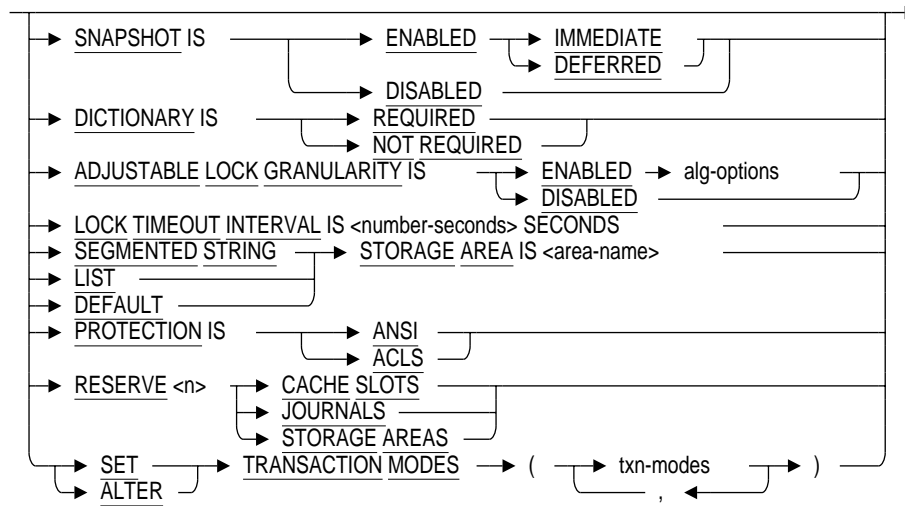 SNAPSHOT IS ENABLED IMMEDIATE
DEFERRED
DISABLED
DICTIONARY IS REQUIRED
NOT REQUIRED
ADJUSTABLE LOCK GRANULARITY IS ENABLED alg-options
DISABLED
LOCK TIMEOUT INTERVAL IS <number-seconds> SECONDS
SEGMENTED STRING STORAGE AREA IS <area-name>
LIST
DEFAULT
PROTECTION IS ANSI
ACLS
RESERVE <n> CACHE SLOTS
JOURNALS
STORAGE AREAS
SET TRANSACTION MODES ( txn-modes )
ALTER ,